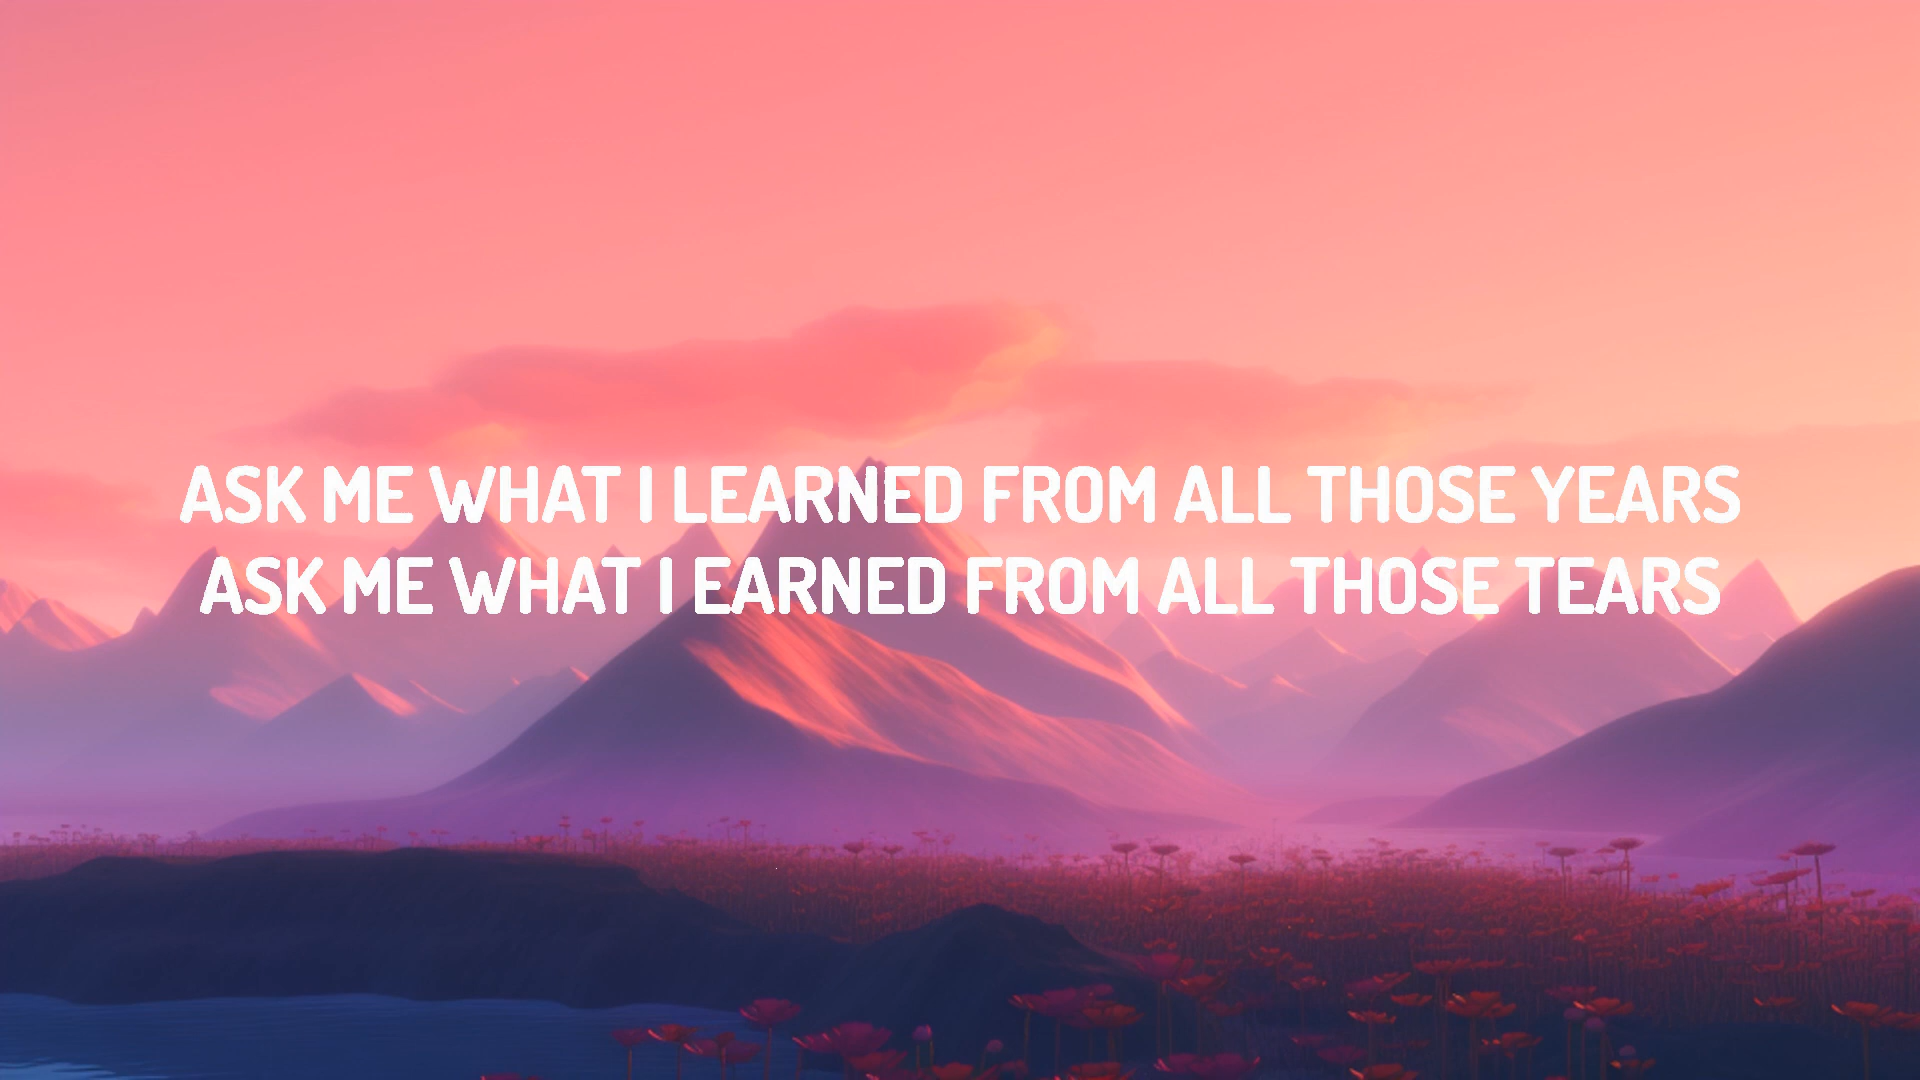 ASK ME WHAT I LEARNED FROM ALL THOSE YEARS
ASK ME WHAT I EARNED FROM ALL THOSE TEARS